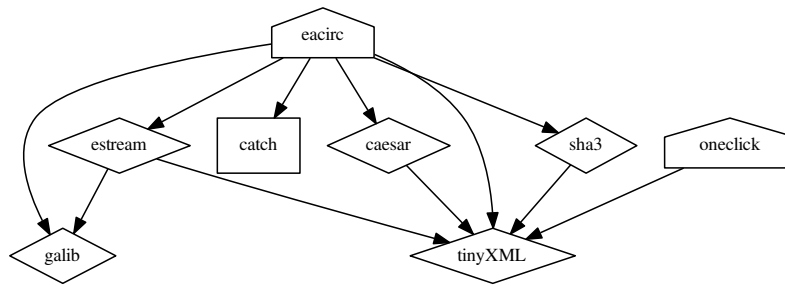 eacirc
estream
catch
caesar
sha3
oneclick
galib
tinyXML